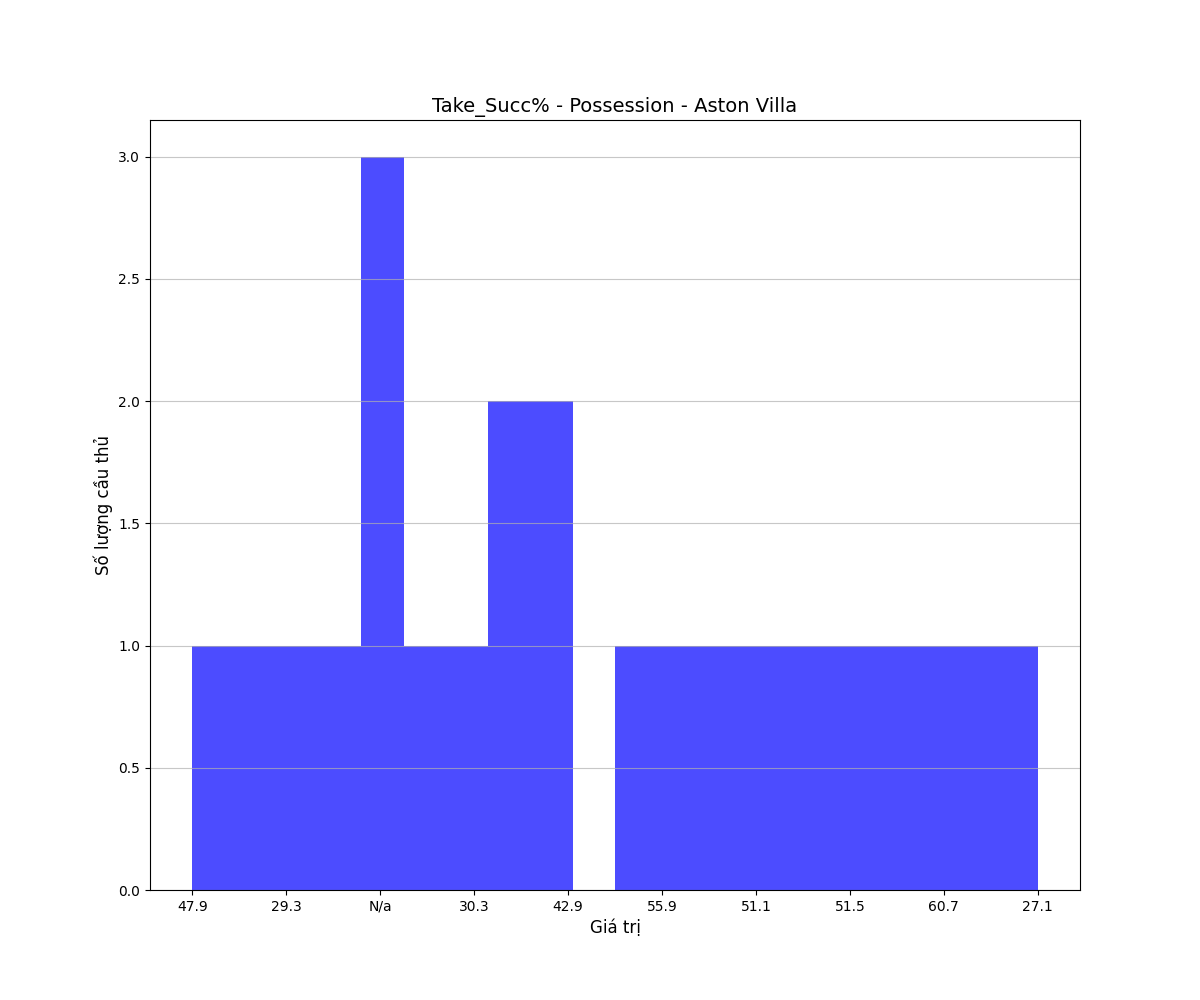 Take_Succ% - Possession - Aston Villa
Số lượng cầu thủ
3.0
2.5
2.0
1.5
1.0
0.5
0.0
47.9 29.3 N/a 30.3 42.9 55.9 51.1 51.5 60.7 27.1
Giá trị